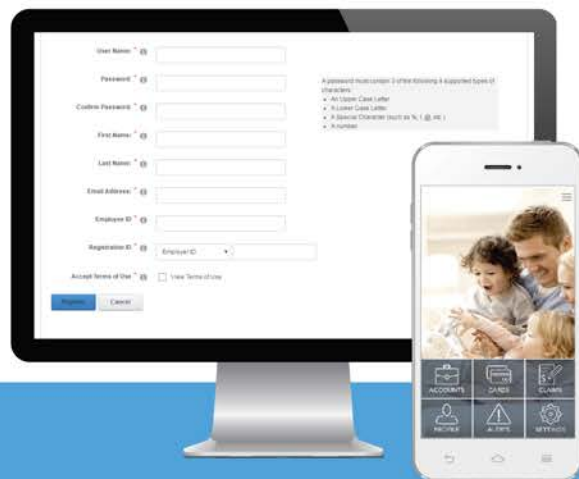 User Name: *
Password: *
Confirm Password: *
First Name: *
Last Name: *
Email Address: *
Employee ID *
Registration ID *
Employer ID
Accept Terms of Use *
View Terms of Use
Register
Cancel
A password must contain 3 of the following 4 supported types of
characters:
• An Upper Case Letter
• A Lower Case Letter
• A Special Character (such as %, !, @, etc.)
• A number
ACCOUNTS
CARDS
CLAIMS
PROFILE
ALERTS
SETTINGS